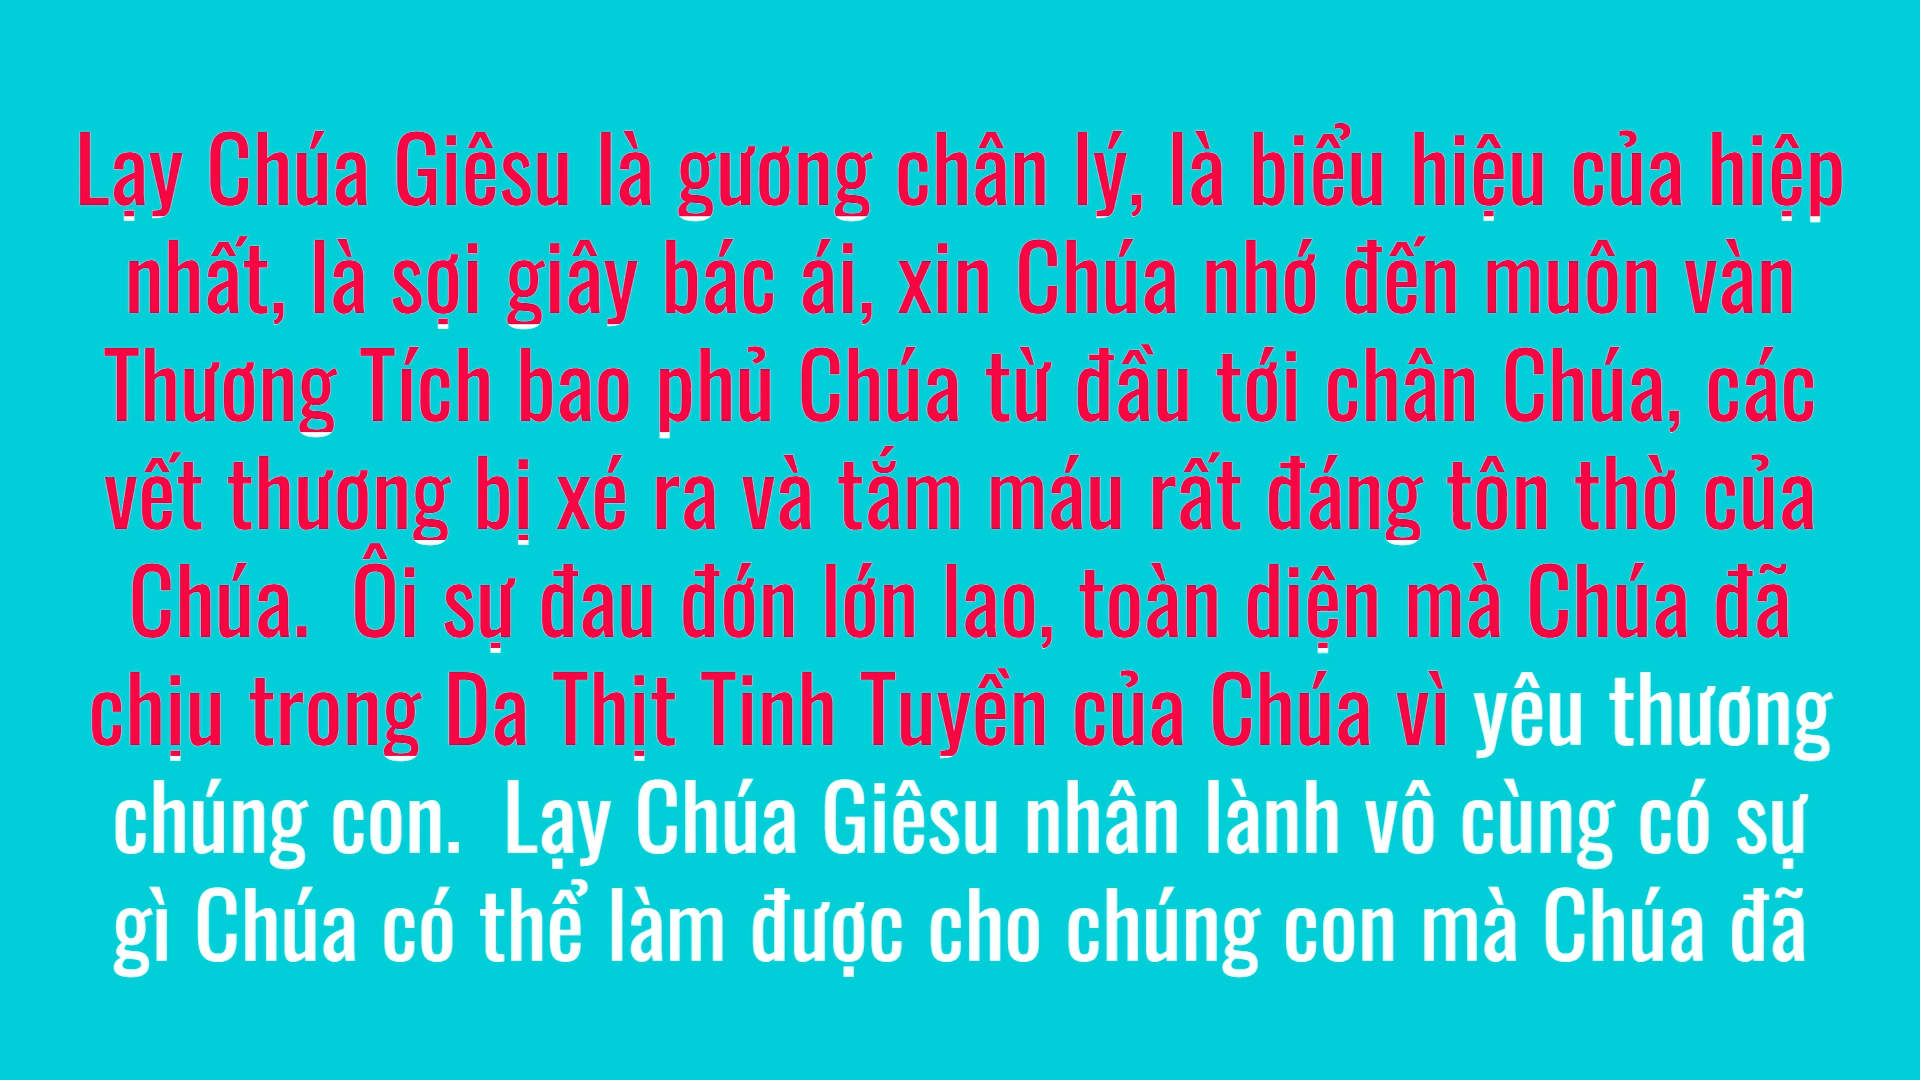 Lạy Chúa Giêsu là gương chân lý, là biểu hiệu của hiệp
nhất, là sợi giây bác ái, xin Chúa nhớ đến muôn vàn
Thương Tích bao phủ Chúa từ đầu tới chân Chúa, các
vết thương bị xé ra và tắm máu rất đáng tôn thờ của
Chúa.  Ôi sự đau đớn lớn lao, toàn diện mà Chúa đã
chịu trong Da Thịt Tinh Tuyền của Chúa vì yêu thương
chúng con.  Lạy Chúa Giêsu nhân lành vô cùng có sự
gì Chúa có thể làm được cho chúng con mà Chúa đã